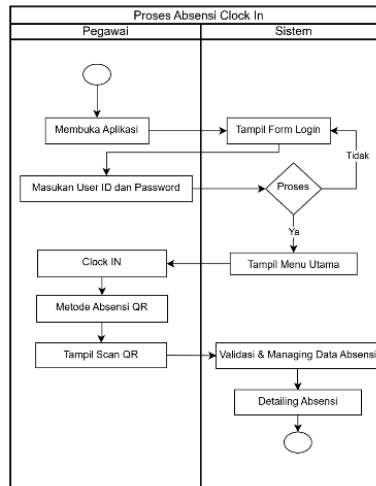 Proses Absensi Clock In
Pegawai
Sistem
Membuka Aplikasi
Tampil Form Login
Tidak
Masukan User ID dan Password
Proses
Ya
Clock IN
Tampil Menu Utama
Metode Absensi QR
Tampil Scan QR
Validasi & Managing Data Absensi
Detailing Absensi